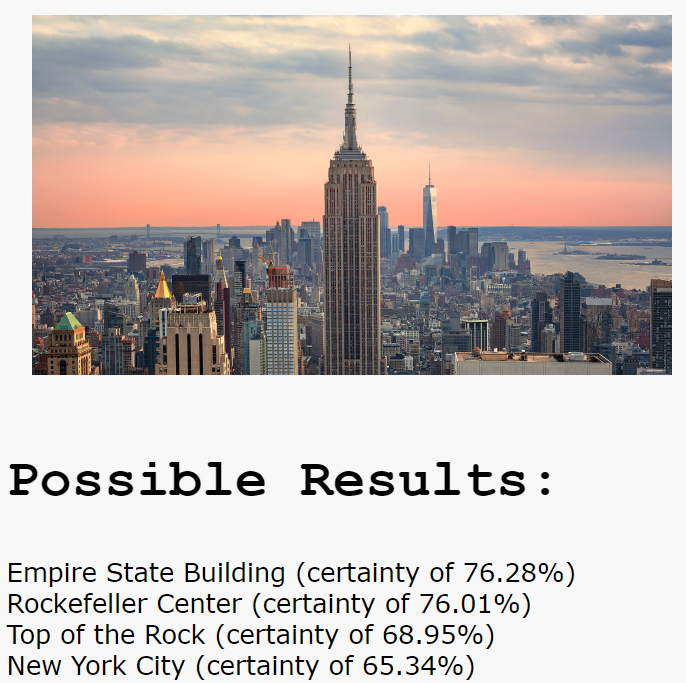 Possible Results:
Empire State Building (certainty of 76.28%)
Rockefeller Center (certainty of 76.01%)
Top of the Rock (certainty of 68.95%)
New York City (certainty of 65.34%)